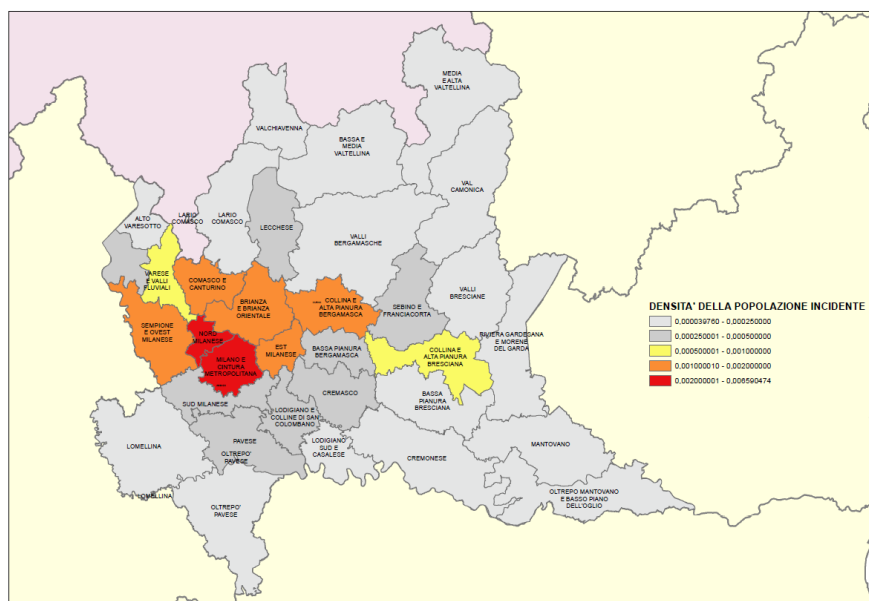 MEDIA
E ALTA
VALTELLINA
VALCHIAVENNA
BASSA E
MEDIA
VALTELLINA
VAL
CAMONICA
ALTO
VARESOTTO
LARIO
COMASCO
LARIO
COMASCO
LECCHESE
VALLI
BERGAMASCHE
VARESE
E VALLI
FLUVIALI
COMASCO E
CANTURINO
BRIANZA
E BRIANZA
ORIENTALE
COLLINA E
ALTA PIANURA
BERGAMASCA
SEBINO E
FRANCIACORTA
VALLI
BRESCIANE
SEMPIONE
E OVEST
MILANESE
NORD
MILANESE
EST
MILANESE
BASSA PIANURA
BERGAMASCA
COLLINA E
ALTA PIANURA
BRESCIANA
RIVIERA GARDESANA
E MORENE
DEL GARDA
MILANO E
CINTURA
METROPOLITANA
SUD MILANESE
CREMASCO
BASSA
PIANURA
BRESCIANA
LODIGIANO E
COLLINE DI SAN
COLOMBANO
LOMELLINA
PAVESE
OLTREPO'
PAVESE
LODIGIANO
SUD E
CASALESE
CREMONESE
MANTOVANO
LOMELLINA
OLTREPO'
PAVESE
OLTREPO MANTOVANO
E BASSO PIANO
DELL'OGLIO
DENSITA' DELLA POPOLAZIONE INCIDENTE
0,000039760 - 0,000250000
0,000250001 - 0,000500000
0,000500001 - 0,001000000
0,001000010 - 0,002000000
0,002000001 - 0,006590474